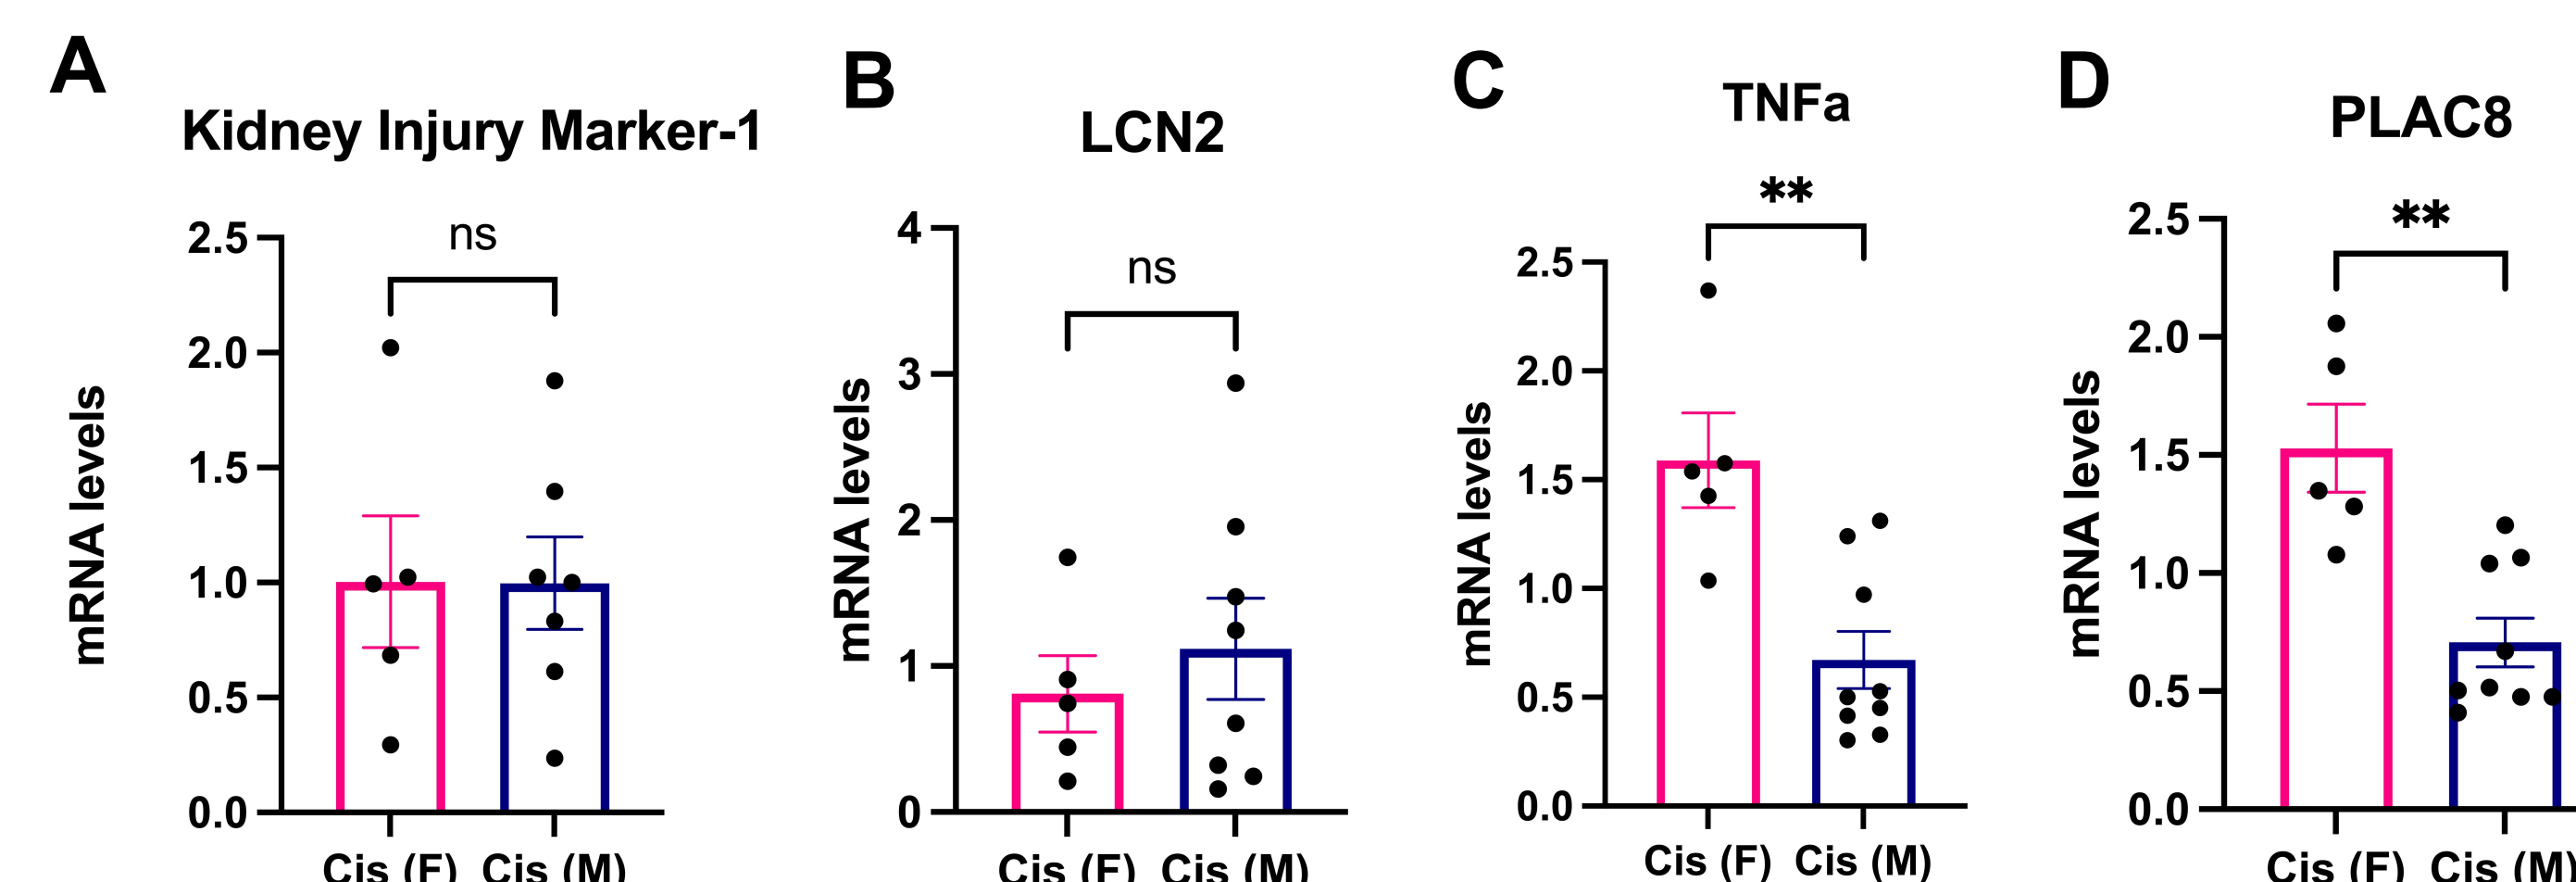 A
Kidney Injury Marker-1
ns
mRNA levels
2.5
2.0
1.5
1.0
0.5
0.0
Cis (F) Cis (M)
B
LCN2
ns
mRNA levels
4
3
2
1
0
Cis (F) Cis (M)
C
TNFa
**
mRNA levels
2.5
2.0
1.5
1.0
0.5
0.0
Cis (F) Cis (M)
D
PLAC8
**
mRNA levels
2.5
2.0
1.5
1.0
0.5
0.0
Cis (F) Cis (M)